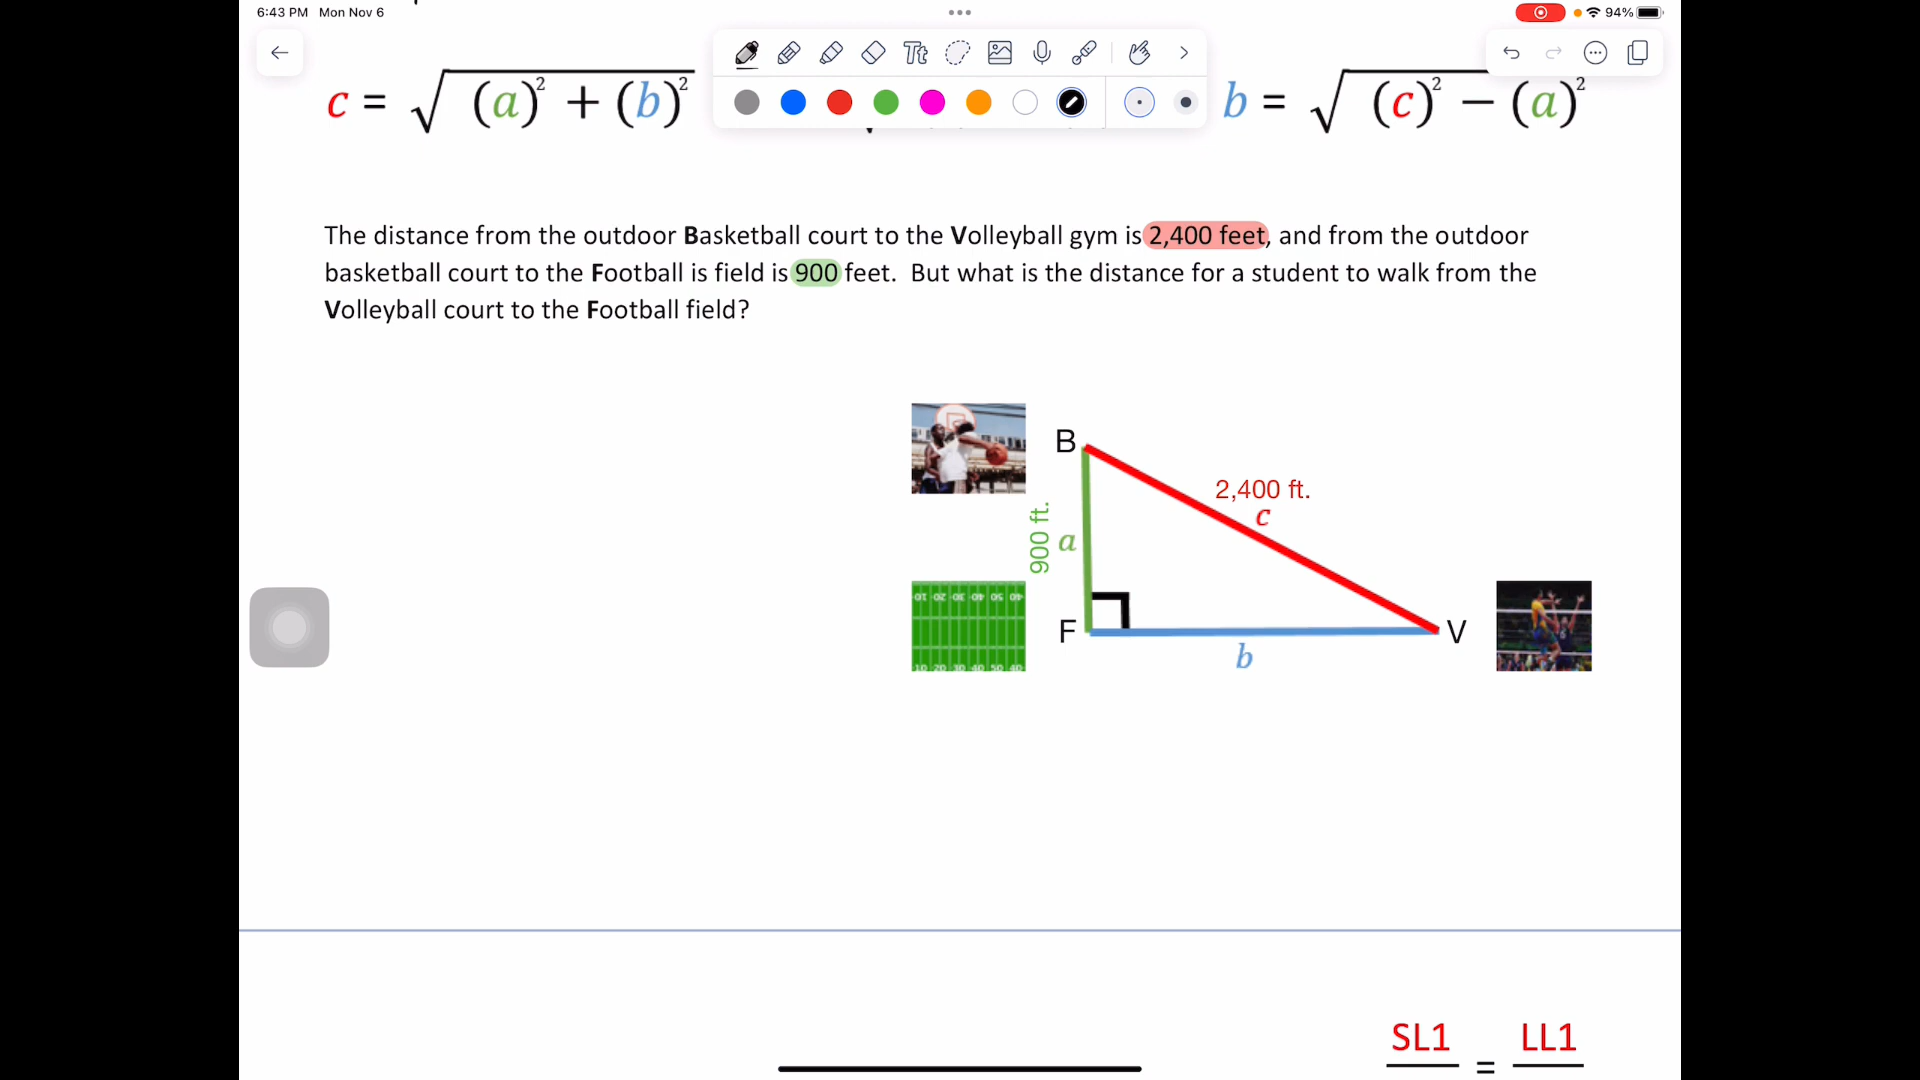 6:43 PM Mon Nov 6
94%
Tt
c = √ (a)² + (b)²
b = √ (c)² − (a)²
The distance from the outdoor Basketball court to the Volleyball gym is 2,400 feet, and from the outdoor
basketball court to the Football is field is 900 feet. But what is the distance for a student to walk from the
Volleyball court to the Football field?
B
2,400 ft.
c
900 ft.
a
F
V
b
SL1 = LL1